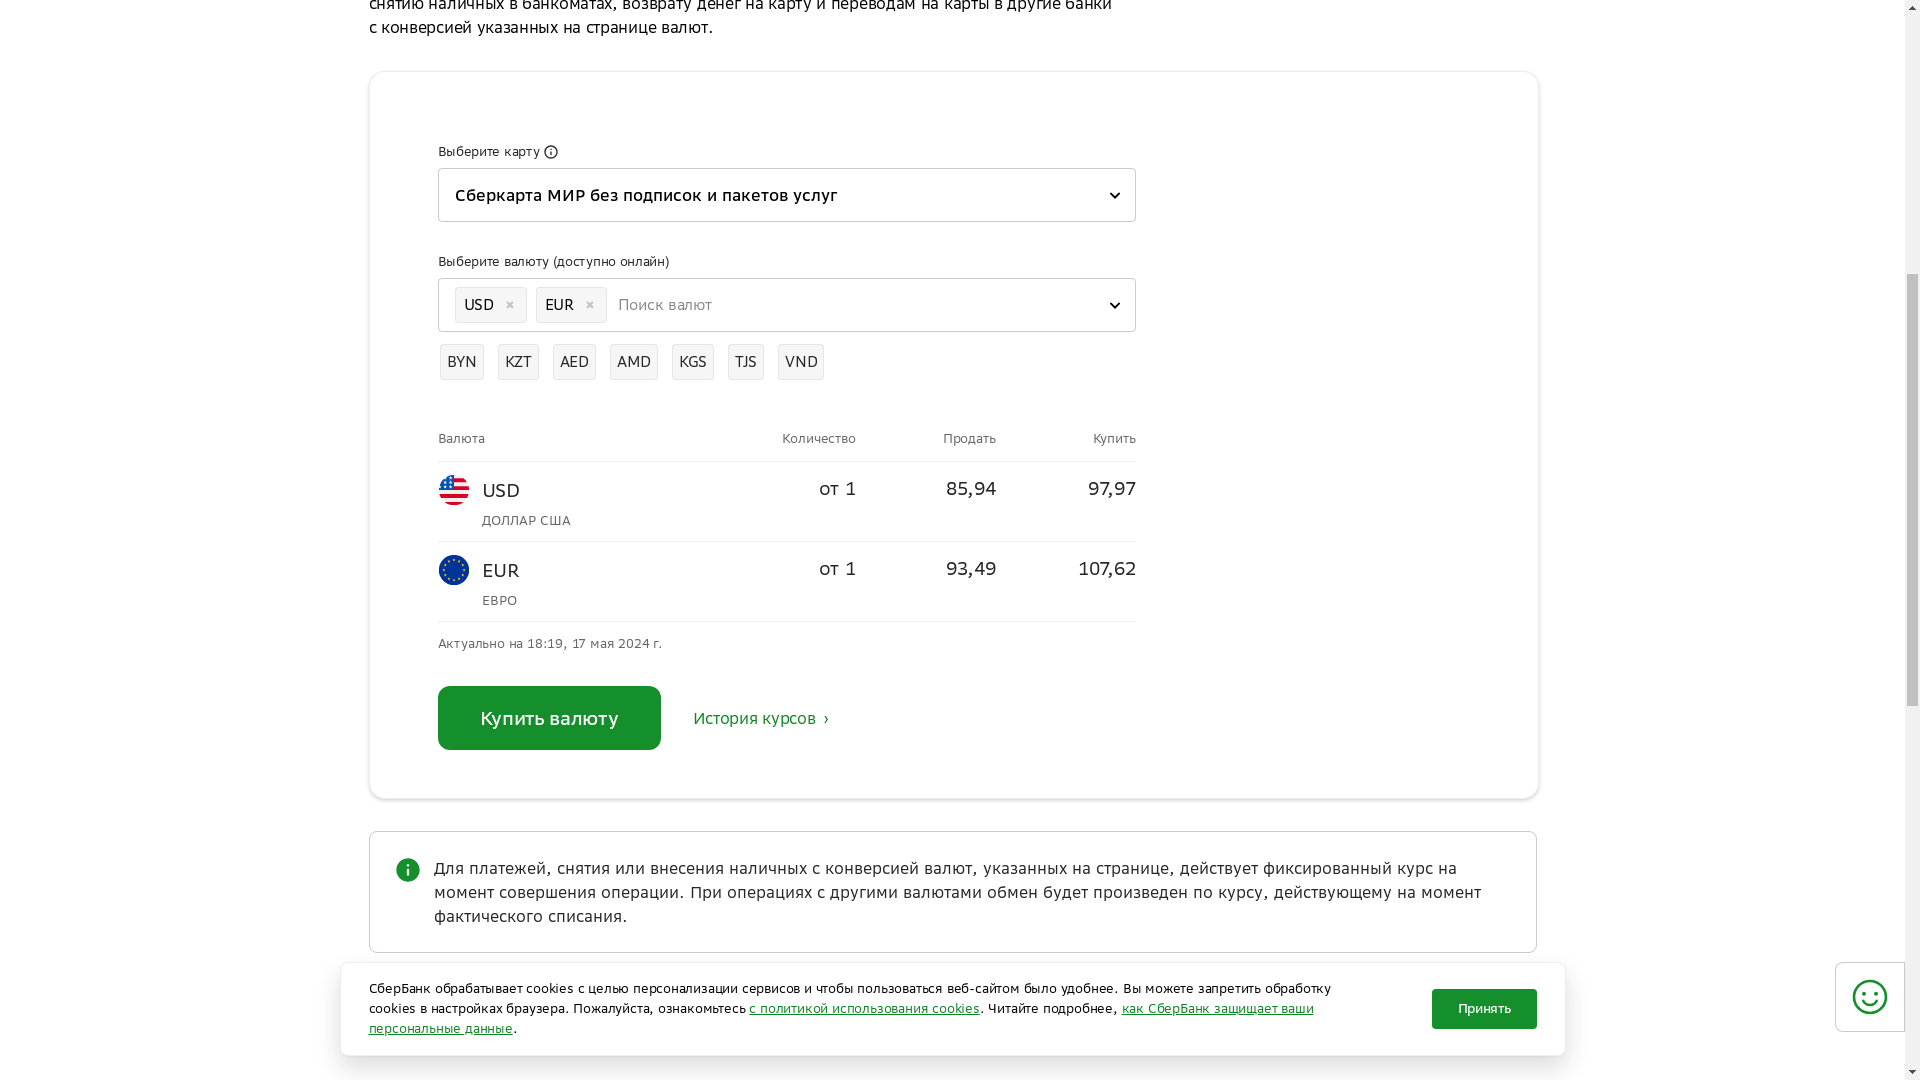 снятию наличных в банкоматах, возврату денег на карту и переводам на карты в другие банки
с конверсией указанных на странице валют.
Выберите карту
Сберкарта МИР без подписок и пакетов услуг
Выберите валюту (доступно онлайн)
USD × EUR × Поиск валют
BYN KZT AED AMD KGS TJS VND
Валюта Количество Продать Купить
USD от 1 85,94 97,97
ДОЛЛАР США
EUR от 1 93,49 107,62
ЕВРО
Актуально на 18:19, 17 мая 2024 г.
Купить валюту История курсов ›
Для платежей, снятия или внесения наличных с конверсией валют, указанных на странице, действует фиксированный курс на
момент совершения операции. При операциях с другими валютами обмен будет произведен по курсу, действующему на момент
фактического списания.
СберБанк обрабатывает cookies с целью персонализации сервисов и чтобы пользоваться веб-сайтом было удобнее. Вы можете запретить обработку
cookies в настройках браузера. Пожалуйста, ознакомьтесь с политикой использования cookies. Читайте подробнее, как СберБанк защищает ваши
персональные данные.
Принять